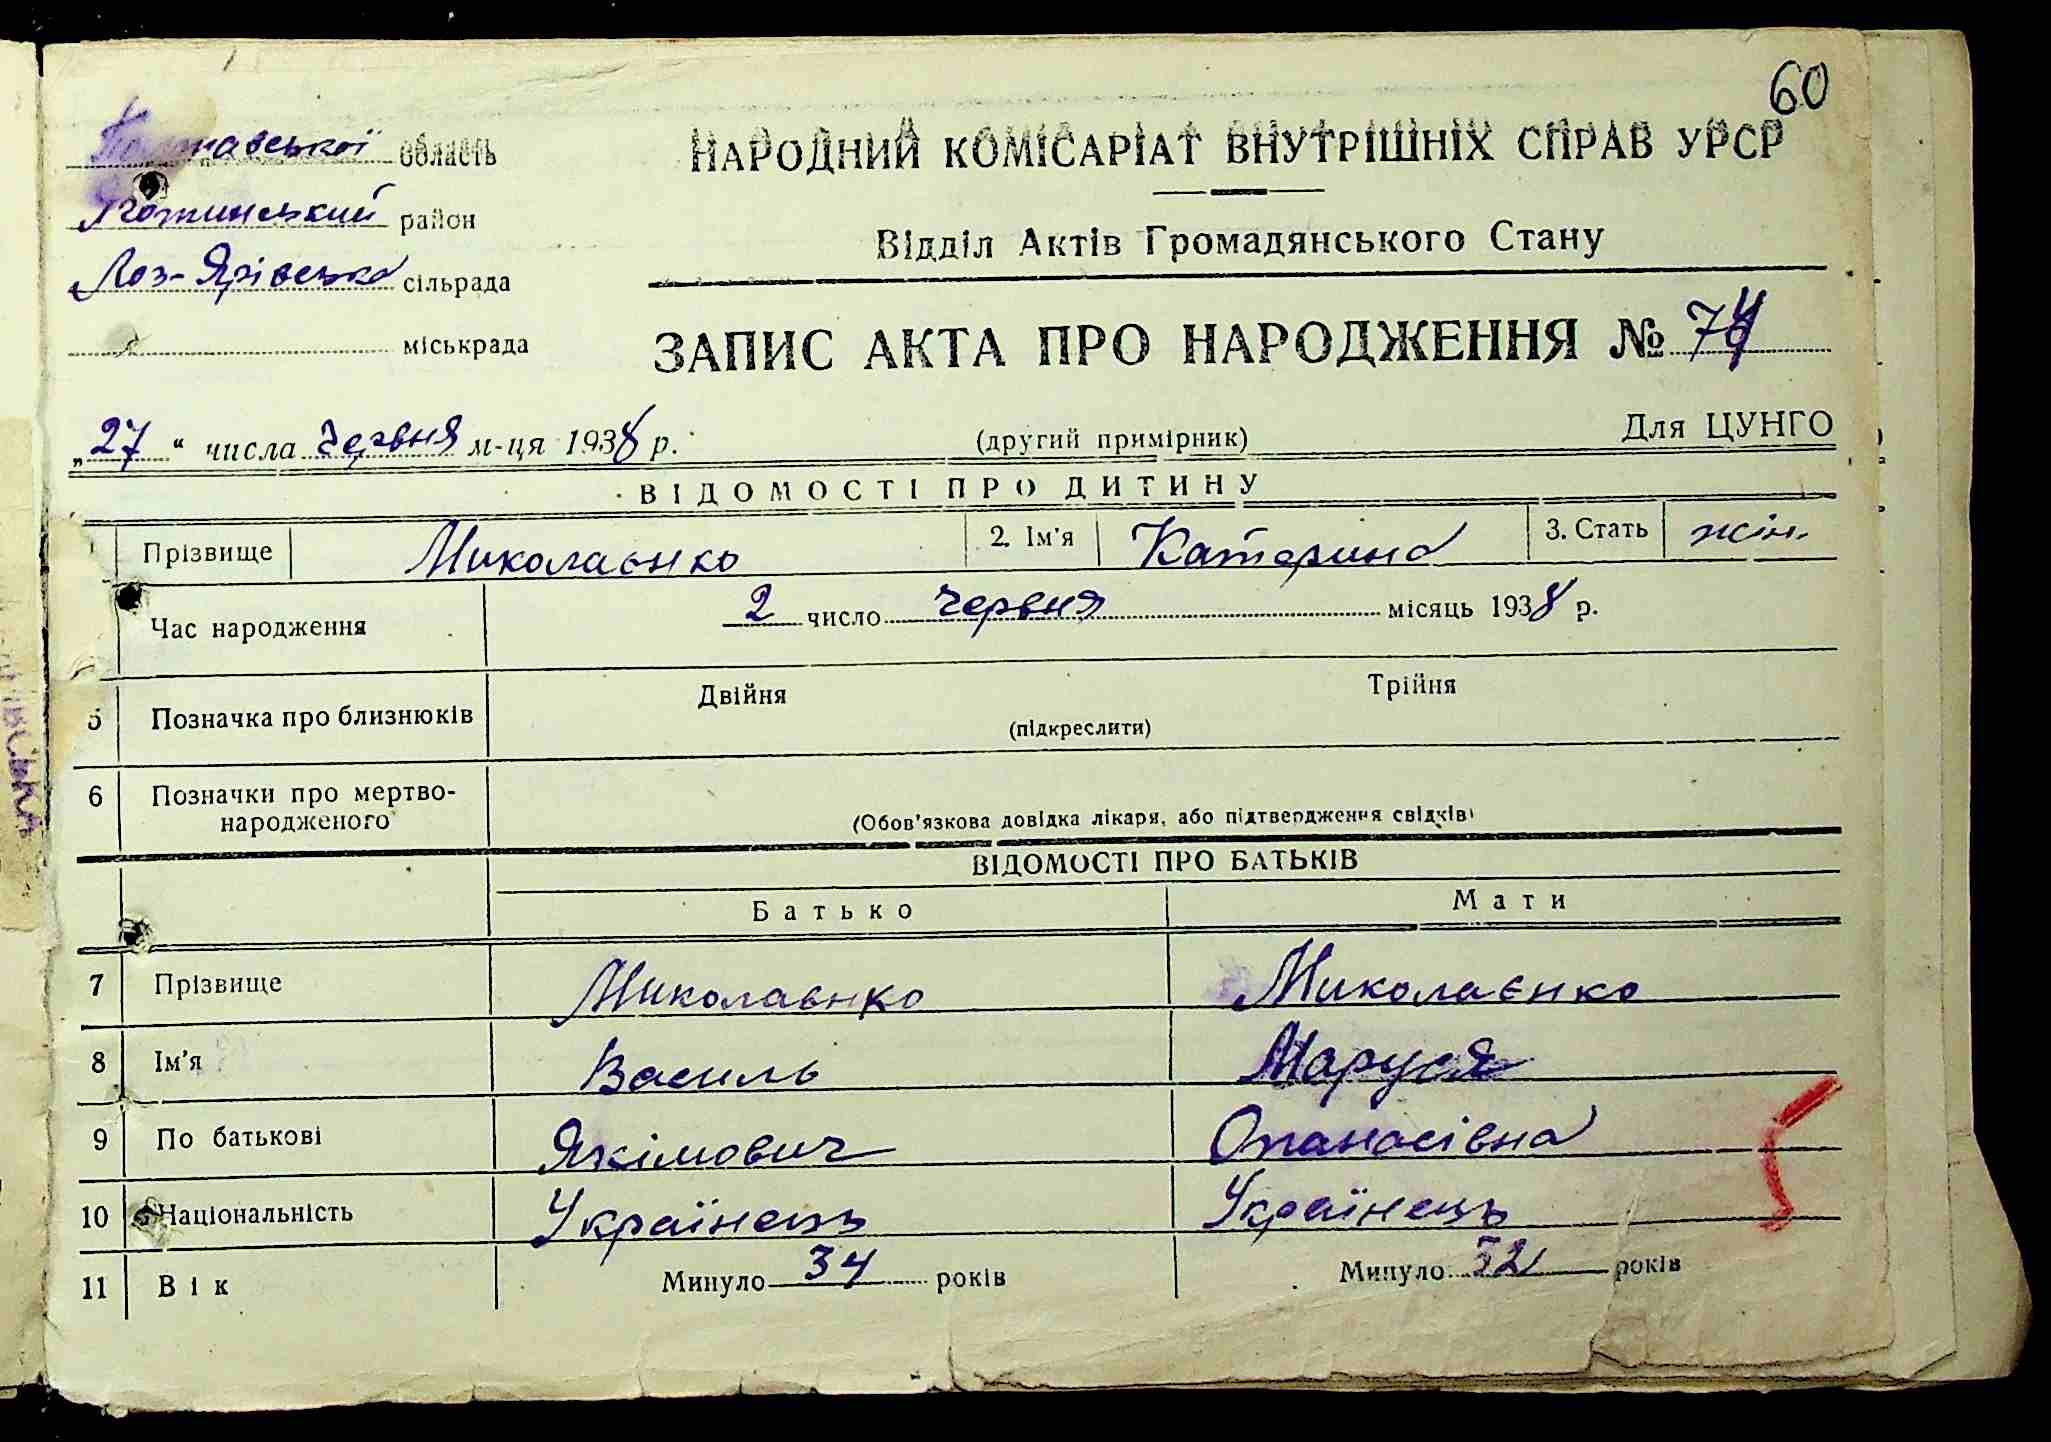 60
Полтавської область
район
Лоз-Ярівська сільрада
міськрада
НАРОДНИЙ КОМІСАРІАТ ВНУТРІШНІХ СПРАВ УРСР
Відділ Актів Громадянського Стану
ЗАПИС АКТА ПРО НАРОДЖЕННЯ №
„27“ числа червня м-ця 1938 р. (другий примірник) Для ЦУНГО
ВІДОМОСТІ ПРО ДИТИНУ
Прізвище Миколаєнко 2. Ім'я Катерина 3. Стать жін.
Час народження 2 число червня місяць 1938 р.
5 Позначка про близнюків Двійня Трійня
(підкреслити)
6 Позначки про мертво-
народженого (Обов'язкова довідка лікаря, або підтвердження свідків)
ВІДОМОСТІ ПРО БАТЬКІВ
Батько Мати
7 Прізвище Миколаєнко Миколаєнко
8 Ім'я Василь Маруся
9 По батькові Якімович Опанасівна
10 Національність Українець Українець
11 Вік Минуло 34 років Минуло 32 років